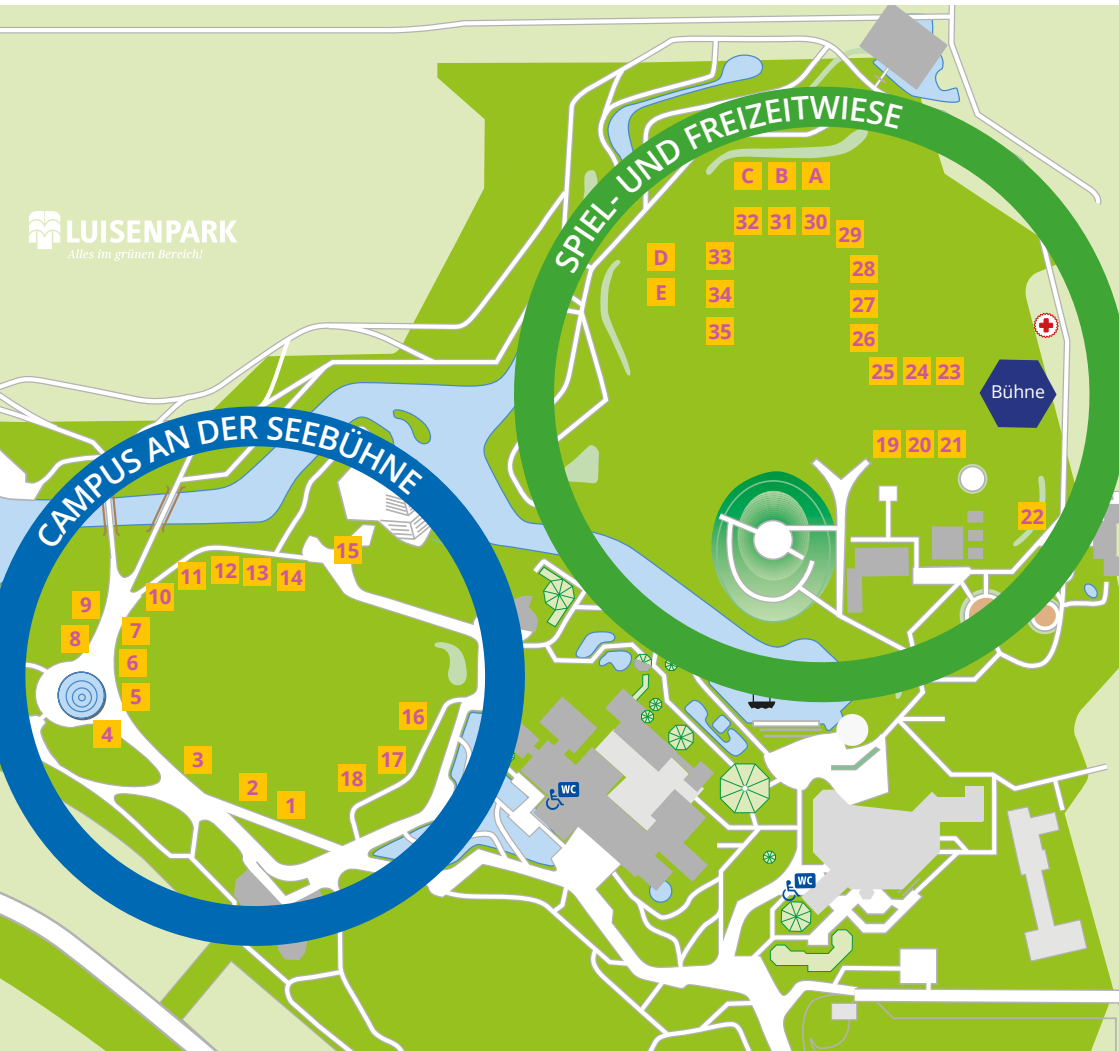 SPIEL- UND FREIZEITWIESE
C B A
32 31 30
29
LUISENPARK
Alles im grünen Bereich!
D 33
28
E 34
27
35
26
25 24 23
Bühne
19 20 21
22
CAMPUS AN DER SEEBÜHNE
15
11 12 13 14
10
9
8
7
6
5
4
16
3
17
18
2
1
WC
WC